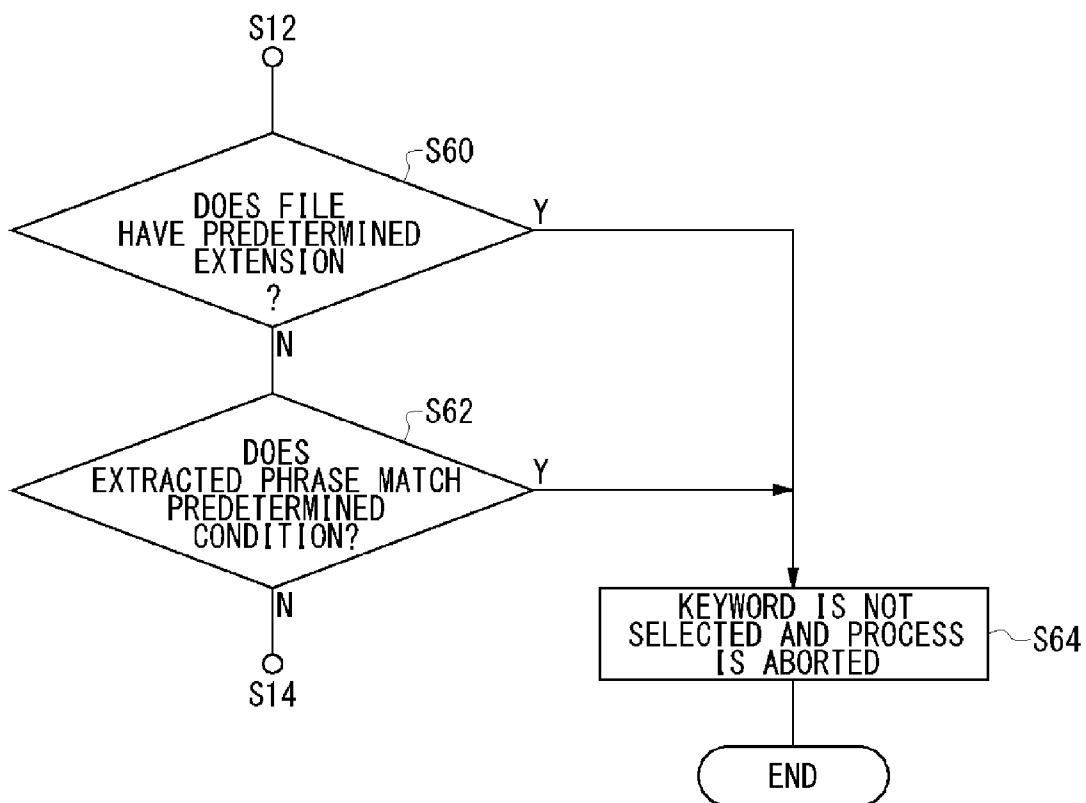 S12
S60
DOES FILE
HAVE PREDETERMINED
EXTENSION
?
Y
N
S62
DOES
EXTRACTED PHRASE MATCH
PREDETERMINED
CONDITION?
Y
N
S14
KEYWORD IS NOT
SELECTED AND PROCESS
IS ABORTED
S64
END